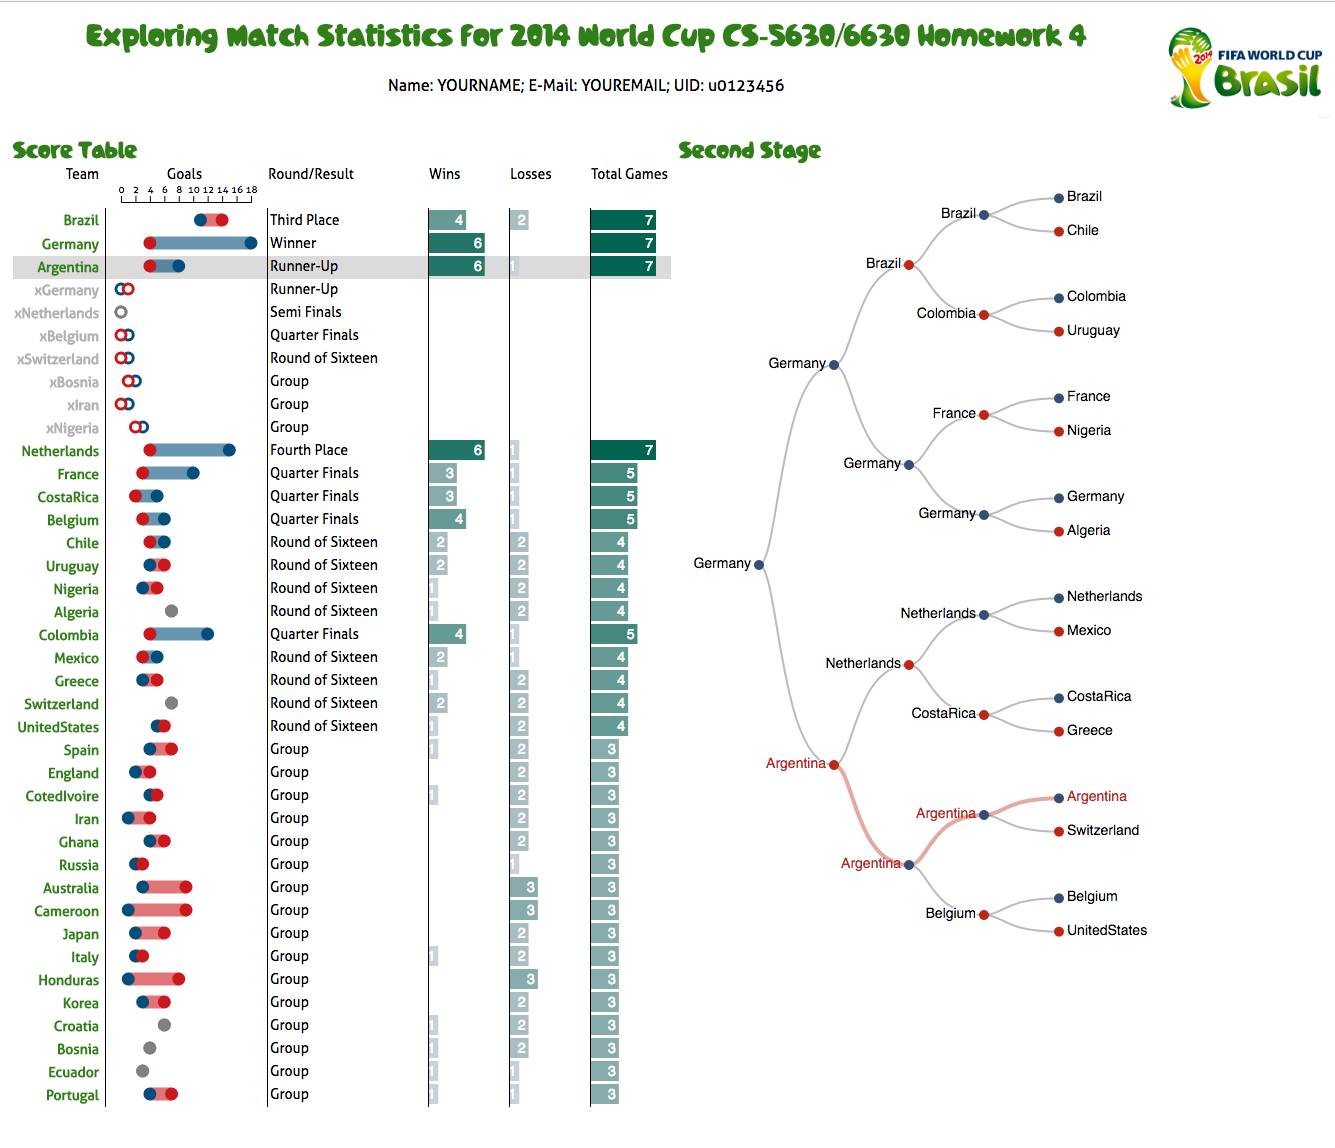 Exploring Match Statistics for 2014 World Cup CS-5630/6630 Homework 4
Name: YOURNAME; E-Mail: YOUREMAIL; UID: u0123456
2014
FIFA WORLD CUP
Brasil
Score Table
Team Goals Round/Result Wins Losses Total Games
0 2 4 6 8 10 12 14 16 18
Brazil Third Place 4 2 7
Germany Winner 6 7
Argentina Runner-Up 6 1 7
xGermany Runner-Up
xNetherlands Semi Finals
xBelgium Quarter Finals
xSwitzerland Round of Sixteen
xBosnia Group
xIran Group
xNigeria Group
Netherlands Fourth Place 6 1 7
France Quarter Finals 3 1 5
CostaRica Quarter Finals 3 1 5
Belgium Quarter Finals 4 1 5
Chile Round of Sixteen 2 2 4
Uruguay Round of Sixteen 2 2 4
Nigeria Round of Sixteen 1 2 4
Algeria Round of Sixteen 1 2 4
Colombia Quarter Finals 4 1 5
Mexico Round of Sixteen 2 1 4
Greece Round of Sixteen 1 2 4
Switzerland Round of Sixteen 2 2 4
UnitedStates Round of Sixteen 1 2 4
Spain Group 1 2 3
England Group 2 3
CotedIvoire Group 1 2 3
Iran Group 2 3
Ghana Group 2 3
Russia Group 1 3
Australia Group 3 3
Cameroon Group 3 3
Japan Group 2 3
Italy Group 1 2 3
Honduras Group 3 3
Korea Group 2 3
Croatia Group 1 2 3
Bosnia Group 1 2 3
Ecuador Group 1 1 3
Portugal Group 1 1 3
Second Stage
Brazil
Brazil
Chile
Brazil
Colombia
Colombia
Uruguay
Germany
France
France
Nigeria
Germany
Germany
Germany
Algeria
Germany
Netherlands
Netherlands
Mexico
Netherlands
CostaRica
CostaRica
Greece
Argentina
Argentina
Argentina
Switzerland
Argentina
Belgium
Belgium
UnitedStates